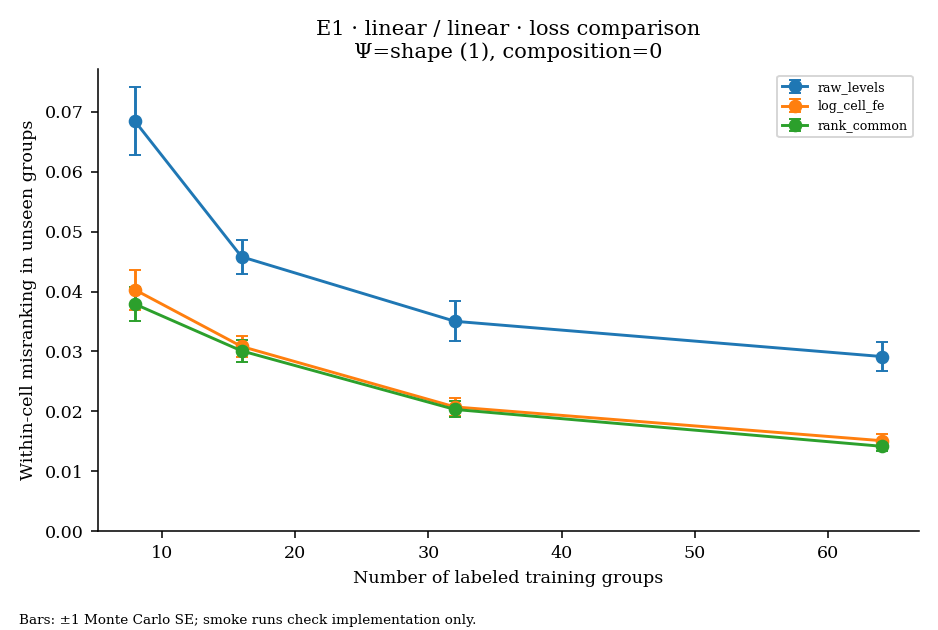 E1 · linear / linear · loss comparison
Ψ=shape (1), composition=0
raw_levels
log_cell_fe
rank_common
Within-cell misranking in unseen groups
0.07
0.06
0.05
0.04
0.03
0.02
0.01
0.00
10 20 30 40 50 60
Number of labeled training groups
Bars: ±1 Monte Carlo SE; smoke runs check implementation only.